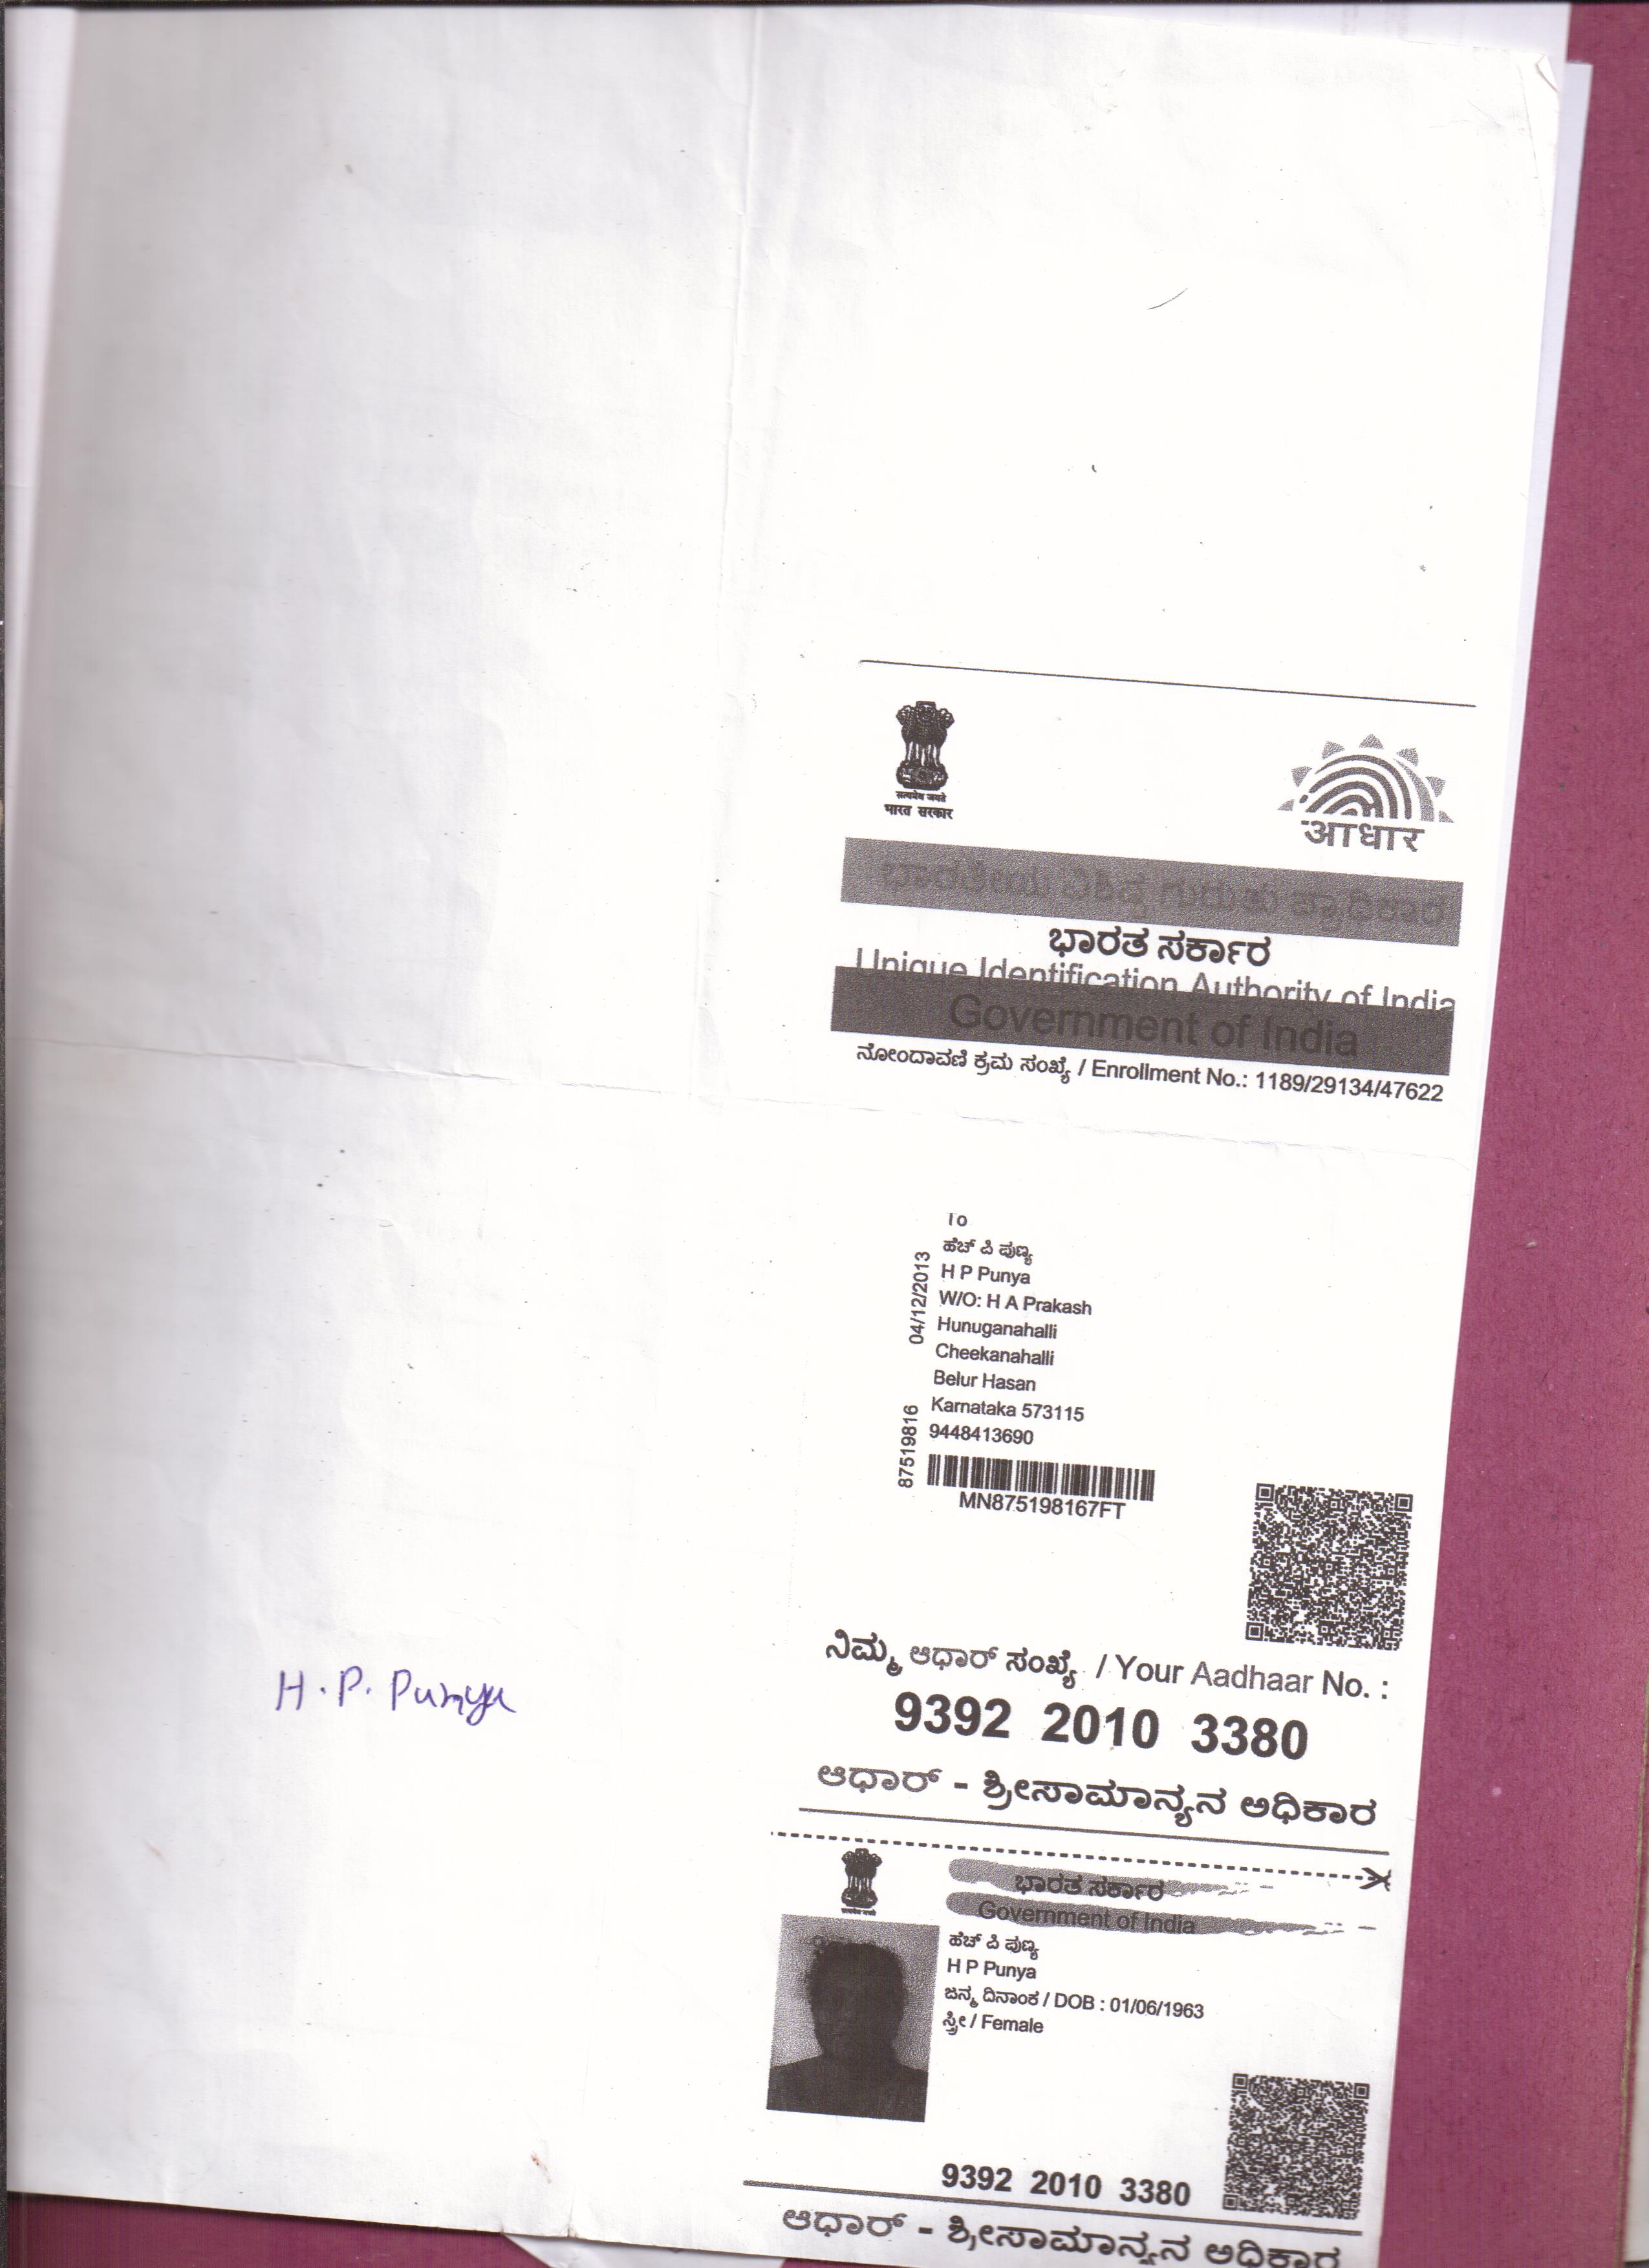 सत्यमेव जयते
भारत सरकार
आधार
ಭಾರತೀಯ ವಿಶಿಷ್ಟ ಗುರುತು ಪ್ರಾಧಿಕಾರ
ಭಾರತ ಸರ್ಕಾರ
Unique Identification Authority of India
Government of India
ನೋಂದಾವಣಿ ಕ್ರಮ ಸಂಖ್ಯೆ / Enrollment No.: 1189/29134/47622
To
ಹೆಚ್ ಪಿ ಪುಣ್ಯ
H P Punya
W/O: H A Prakash
Hunuganahalli
Cheekanahalli
Belur Hasan
Karnataka 573115
9448413690
04/12/2013
87519816
MN875198167FT
ನಿಮ್ಮ ಆಧಾರ್ ಸಂಖ್ಯೆ / Your Aadhaar No. :
9392 2010 3380
H.P. Punya
ಆಧಾರ್ - ಶ್ರೀಸಾಮಾನ್ಯನ ಅಧಿಕಾರ
ಭಾರತ ಸರ್ಕಾರ
Government of India
ಹೆಚ್ ಪಿ ಪುಣ್ಯ
H P Punya
ಜನ್ಮ ದಿನಾಂಕ / DOB : 01/06/1963
ಸ್ತ್ರೀ / Female
9392 2010 3380
ಆಧಾರ್ - ಶ್ರೀಸಾಮಾನ್ಯನ ಅಧಿಕಾರ